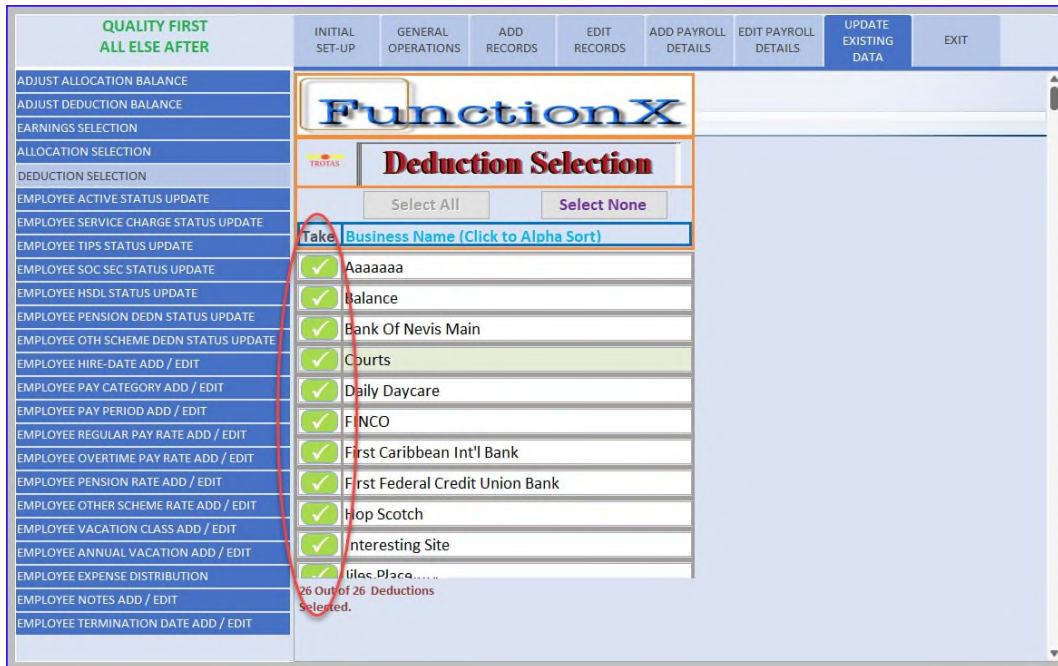 QUALITY FIRST
ALL ELSE AFTER
INITIAL
SET-UP
GENERAL
OPERATIONS
ADD
RECORDS
EDIT
RECORDS
ADD PAYROLL
DETAILS
EDIT PAYROLL
DETAILS
UPDATE
EXISTING
DATA
EXIT
ADJUST ALLOCATION BALANCE
ADJUST DEDUCTION BALANCE
EARNINGS SELECTION
ALLOCATION SELECTION
DEDUCTION SELECTION
EMPLOYEE ACTIVE STATUS UPDATE
EMPLOYEE SERVICE CHARGE STATUS UPDATE
EMPLOYEE TIPS STATUS UPDATE
EMPLOYEE SOC SEC STATUS UPDATE
EMPLOYEE HSDL STATUS UPDATE
EMPLOYEE PENSION DEDN STATUS UPDATE
EMPLOYEE OTH SCHEME DEDN STATUS UPDATE
EMPLOYEE HIRE-DATE ADD / EDIT
EMPLOYEE PAY CATEGORY ADD / EDIT
EMPLOYEE PAY PERIOD ADD / EDIT
EMPLOYEE REGULAR PAY RATE ADD / EDIT
EMPLOYEE OVERTIME PAY RATE ADD / EDIT
EMPLOYEE PENSION RATE ADD / EDIT
EMPLOYEE OTHER SCHEME RATE ADD / EDIT
EMPLOYEE VACATION CLASS ADD / EDIT
EMPLOYEE ANNUAL VACATION ADD / EDIT
EMPLOYEE EXPENSE DISTRIBUTION
EMPLOYEE NOTES ADD / EDIT
EMPLOYEE TERMINATION DATE ADD / EDIT
FunctionX
TROTAS
Deduction Selection
Select All
Select None
Take Business Name (Click to Alpha Sort)
Aaaaaaa
Balance
Bank Of Nevis Main
Courts
Daily Daycare
FINCO
First Caribbean Int'l Bank
First Federal Credit Union Bank
Hop Scotch
Interesting Site
Place
26 Out of 26 Deductions
Selected.